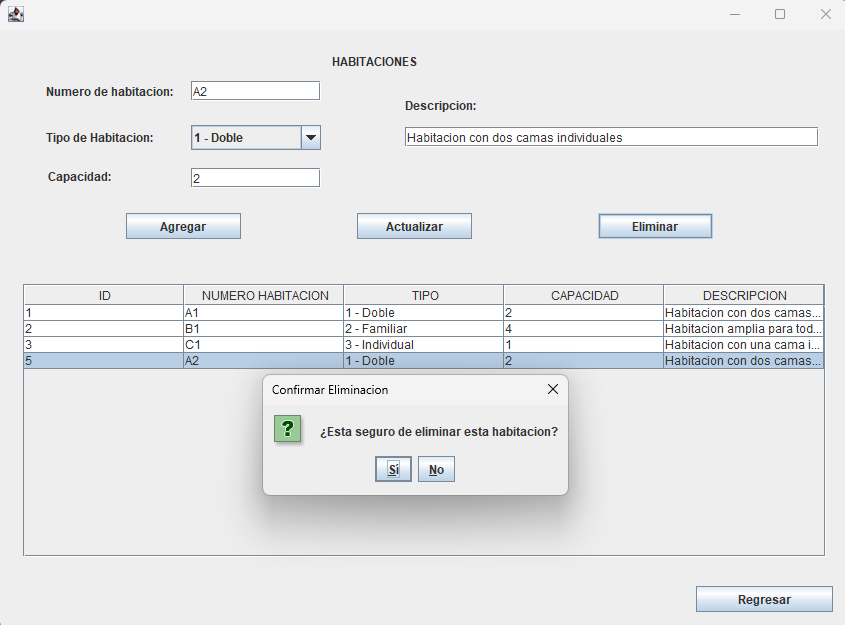 HABITACIONES
Numero de habitacion: A2
Descripcion:
Tipo de Habitacion: 1 - Doble
Habitacion con dos camas individuales
Capacidad: 2
Agregar Actualizar Eliminar
ID NUMERO HABITACION TIPO CAPACIDAD DESCRIPCION
1 A1 1 - Doble 2 Habitacion con dos camas...
2 B1 2 - Familiar 4 Habitacion amplia para tod...
3 C1 3 - Individual 1 Habitacion con una cama i...
5 A2 1 - Doble 2 Habitacion con dos camas...
Confirmar Eliminacion
?
¿Esta seguro de eliminar esta habitacion?
Sí No
Regresar